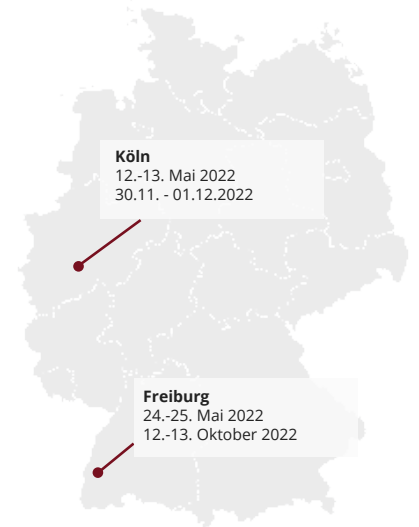 Köln
12.-13. Mai 2022
30.11. - 01.12.2022
Freiburg
24.-25. Mai 2022
12.-13. Oktober 2022